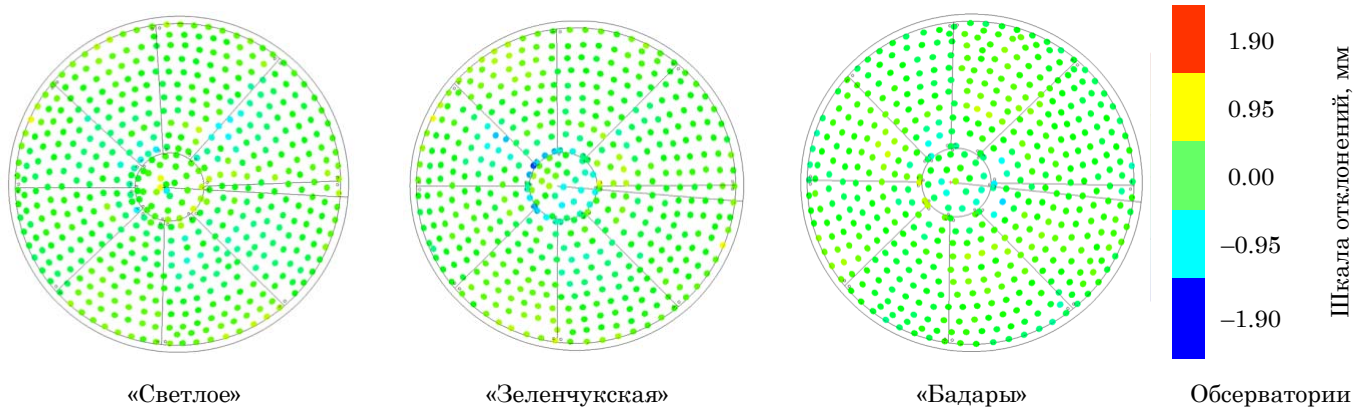 1.90
0.95
0.00
–0.95
–1.90
Шкала отклонений, мм
«Светлое»
«Зеленчукская»
«Бадары»
Обсерватории